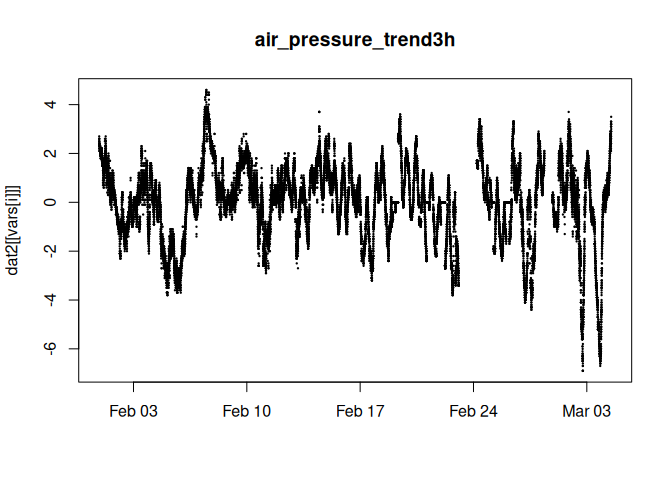 air_pressure_trend3h
dat2[[vars[i]]]
4
2
0
-2
-4
-6
Feb 03
Feb 10
Feb 17
Feb 24
Mar 03